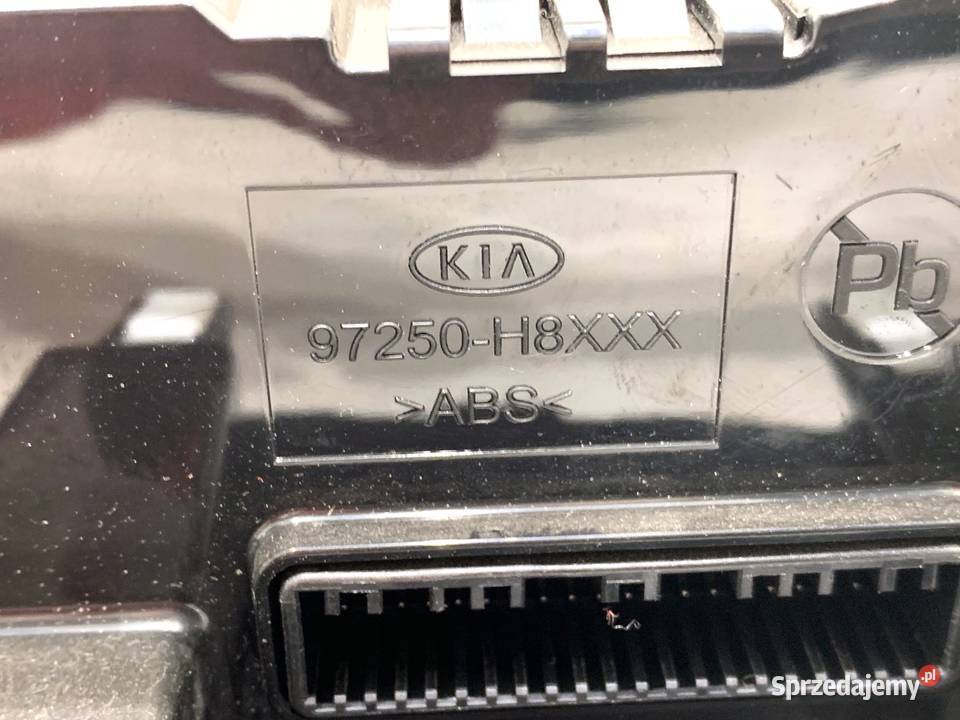 KIA
97250-H8XXX
>ABS<
Pb
Sprzedajemy.pl